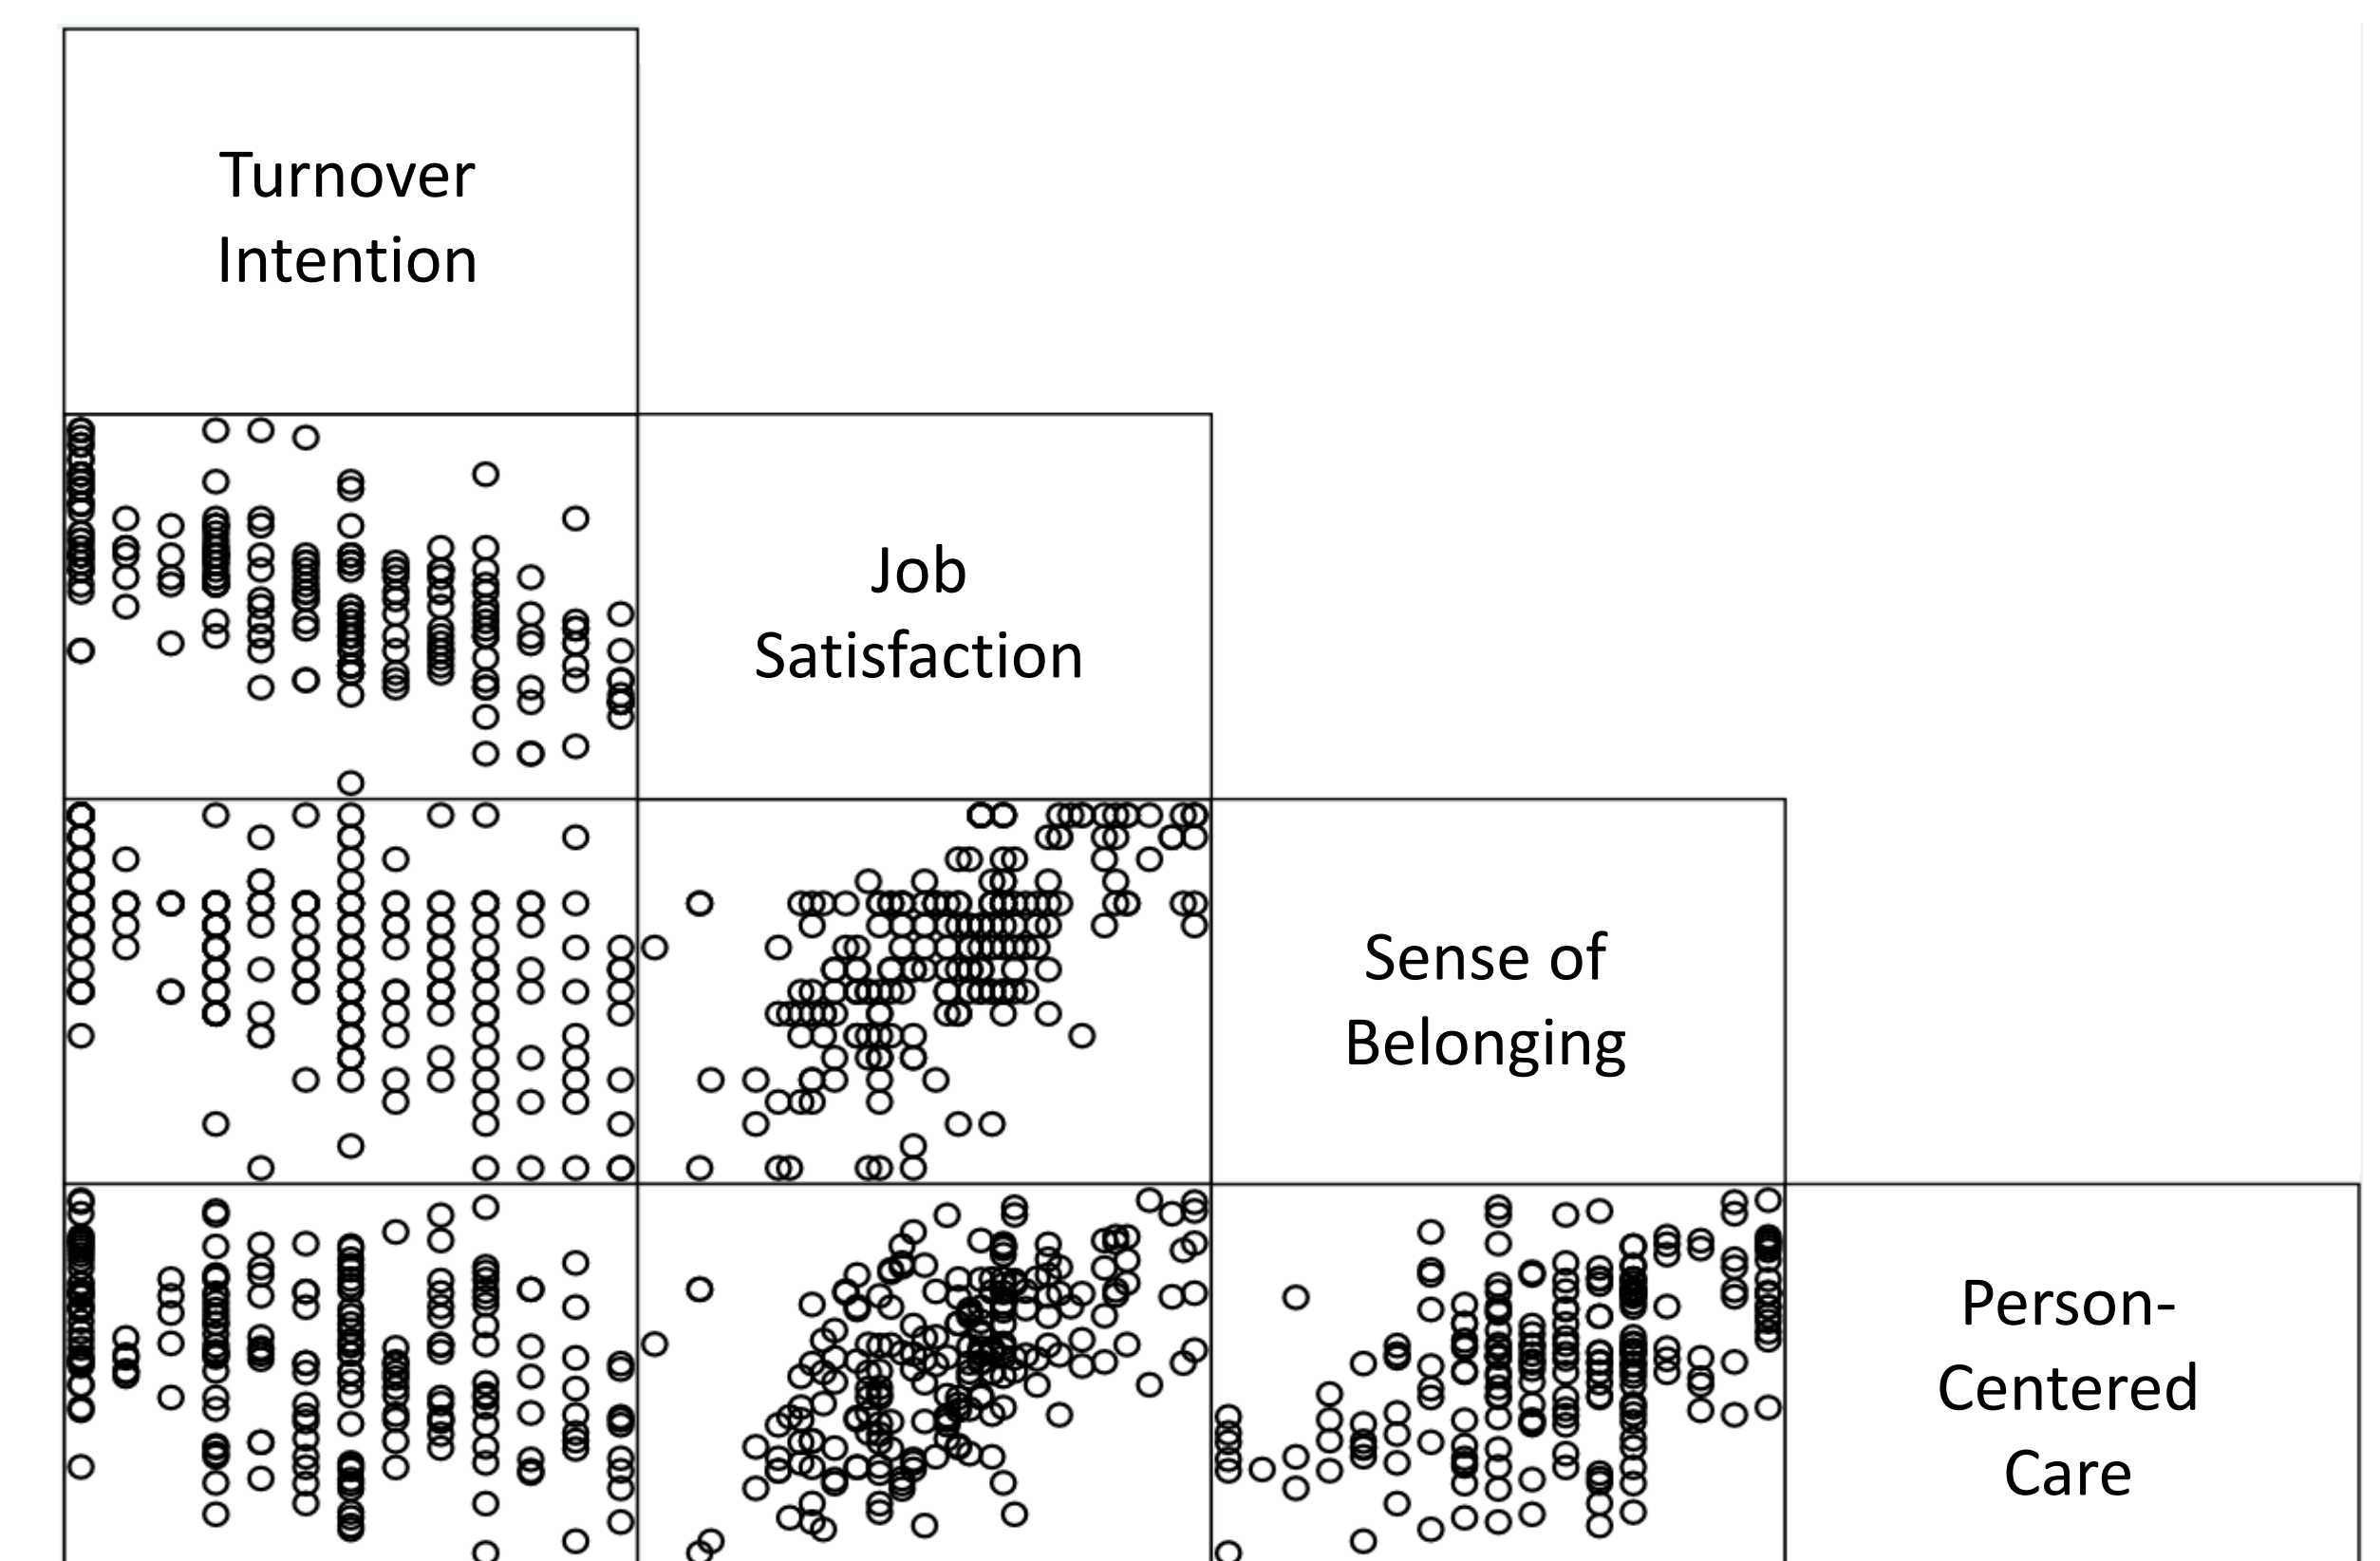 Turnover
Intention
Job
Satisfaction
Sense of
Belonging
Person-
Centered
Care